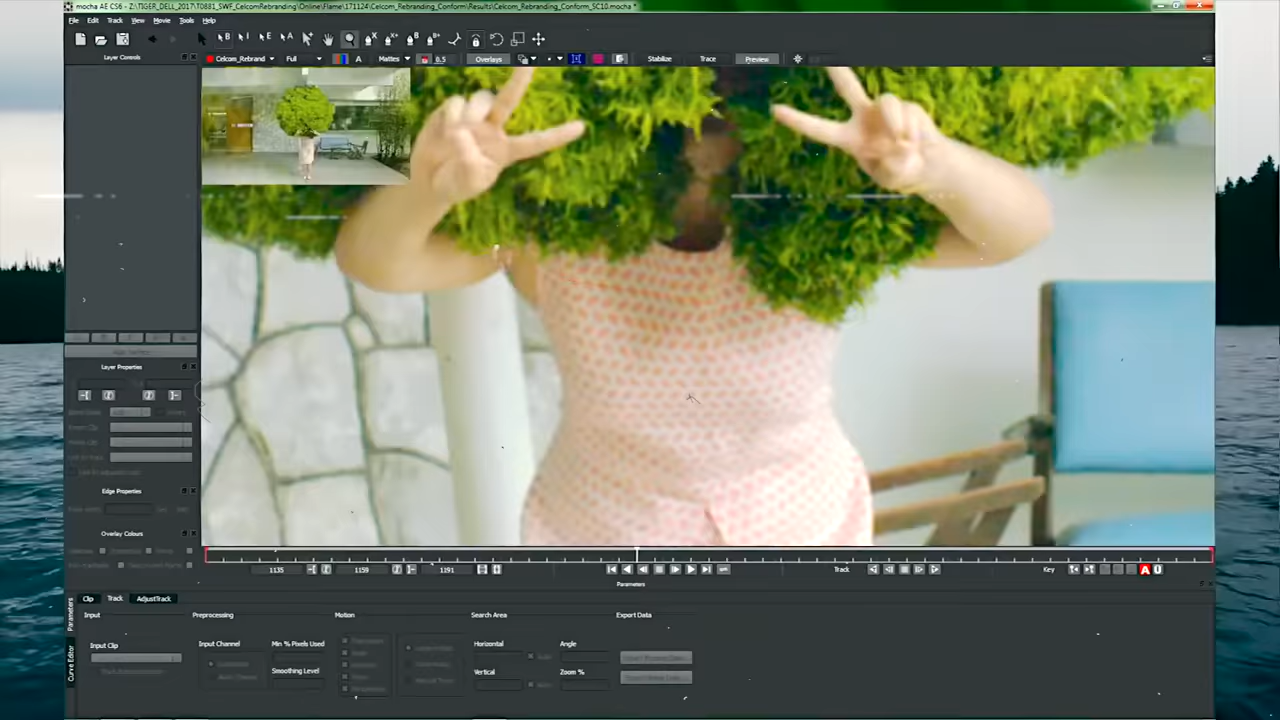 mocha AE CS6 - Z:\TIGER_DELL_2017\T0881_SWF_CelcomRebranding\Online\Flame\171124\Celcom_Rebranding_Conform\Results\Celcom_Rebranding_Conform_SC10.mocha *
File Edit Track View Movie Tools Help
Layer Controls
Celcom_Rebrand Full A Mattes 0.5 Overlays Stabilize Trace Preview
Layer Properties
Edge Properties
Overlay Colours
1135 1159 1191 Track Key A
Parameters
Clip Track AdjustTrack
Parameters
Curve Editor
Input Preprocessing Motion Search Area Export Data
Input Clip Input Channel Min % Pixels Used Horizontal Angle
Smoothing Level Vertical Zoom %